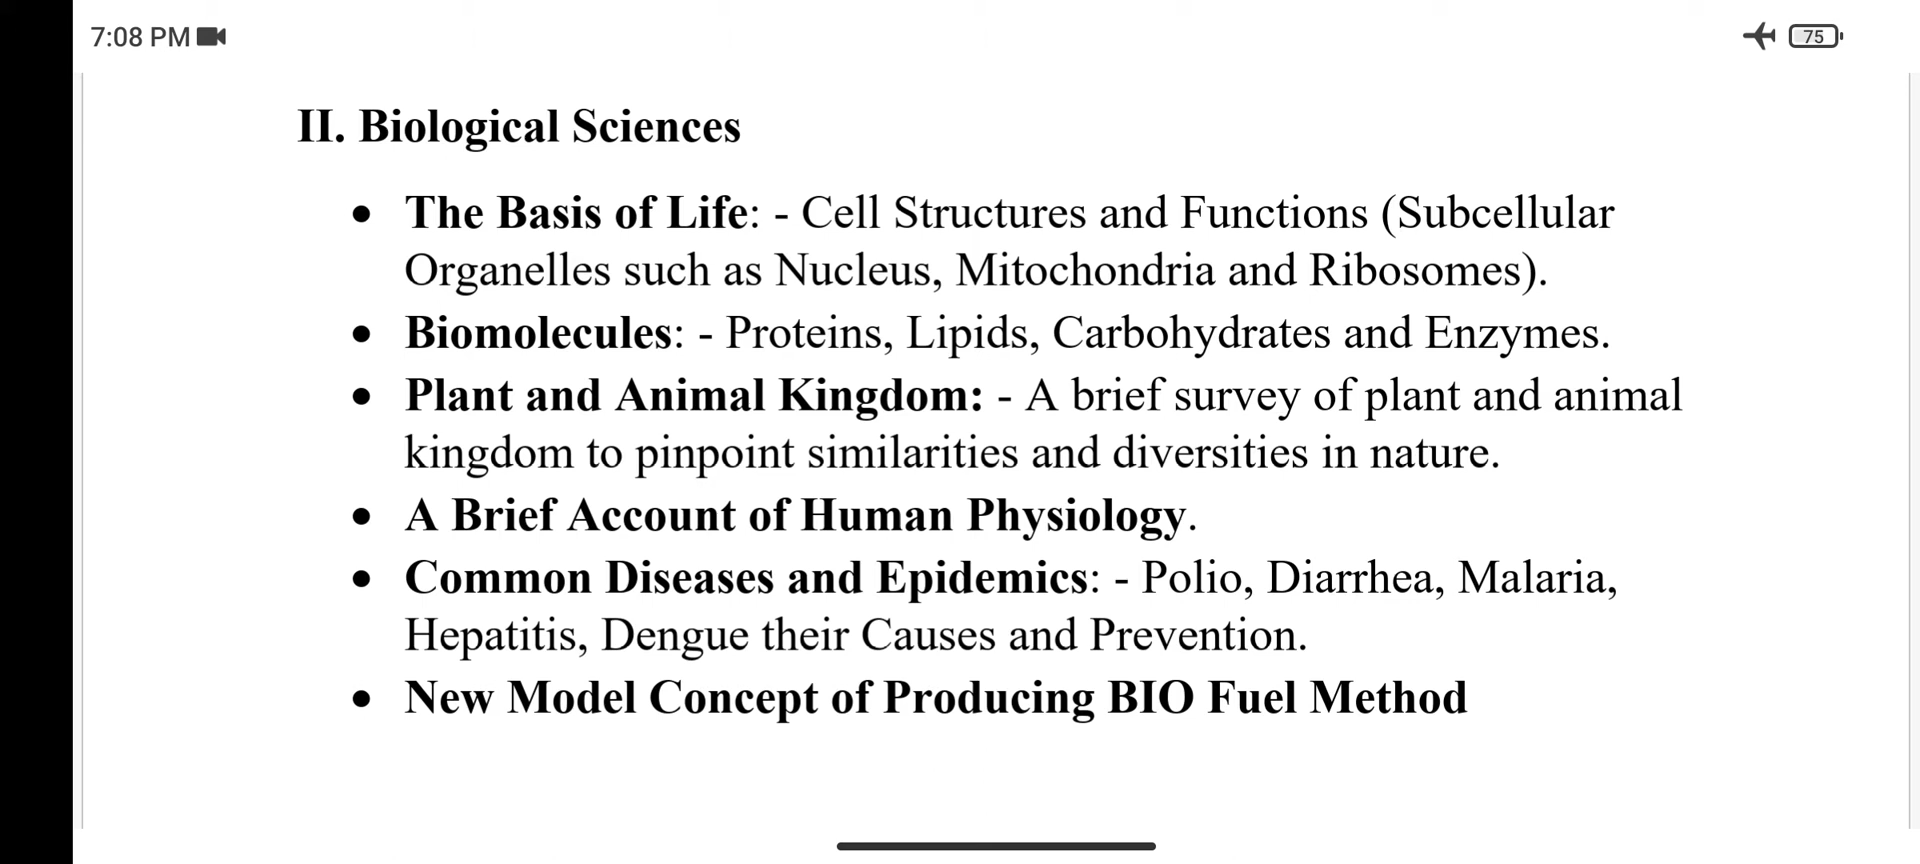 7:08 PM
75
II. Biological Sciences
• The Basis of Life: - Cell Structures and Functions (Subcellular
Organelles such as Nucleus, Mitochondria and Ribosomes).
• Biomolecules: - Proteins, Lipids, Carbohydrates and Enzymes.
• Plant and Animal Kingdom: - A brief survey of plant and animal
kingdom to pinpoint similarities and diversities in nature.
• A Brief Account of Human Physiology.
• Common Diseases and Epidemics: - Polio, Diarrhea, Malaria,
Hepatitis, Dengue their Causes and Prevention.
• New Model Concept of Producing BIO Fuel Method